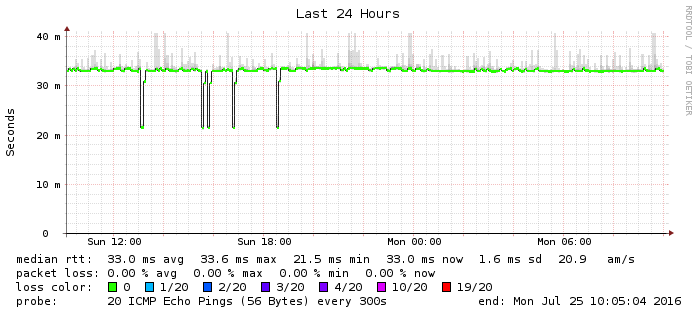 Last 24 Hours
RRDTOOL / TOBI OETIKER
Seconds
40 m
30 m
20 m
10 m
0
Sun 12:00 Sun 18:00 Mon 00:00 Mon 06:00
median rtt: 33.0 ms avg 33.6 ms max 21.5 ms min 33.0 ms now 1.6 ms sd 20.9 am/s
packet loss: 0.00 % avg 0.00 % max 0.00 % min 0.00 % now
loss color: 0 1/20 2/20 3/20 4/20 10/20 19/20
probe: 20 ICMP Echo Pings (56 Bytes) every 300s end: Mon Jul 25 10:05:04 2016